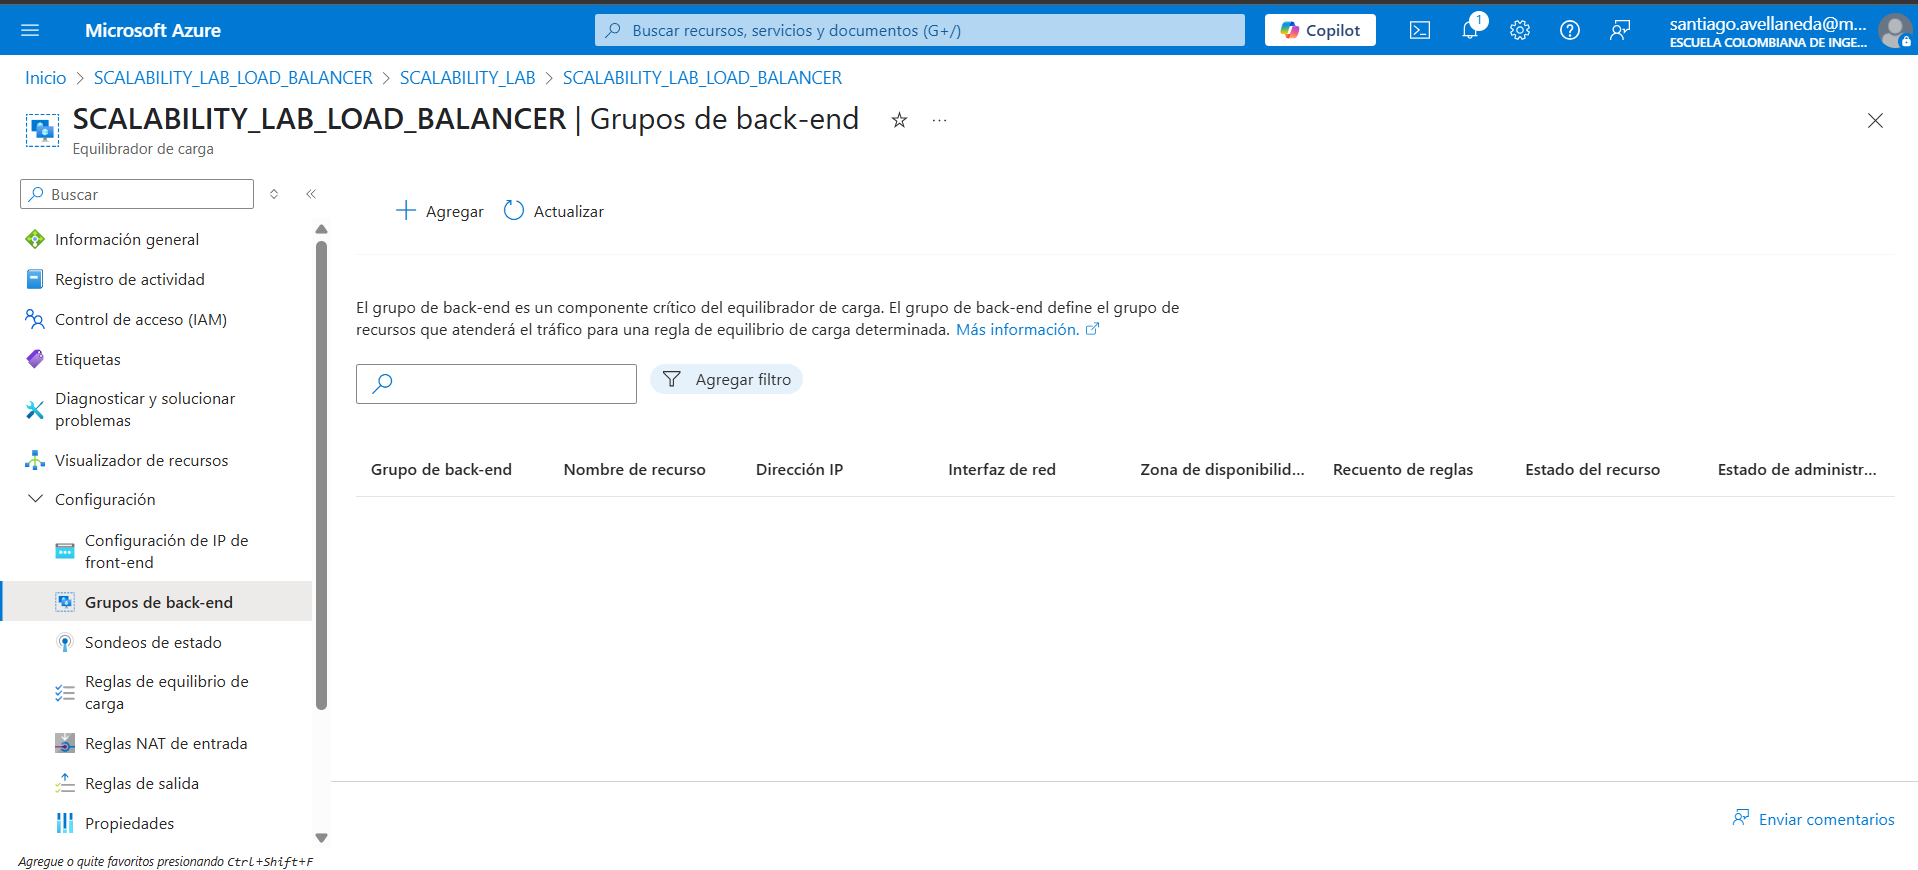 Microsoft Azure
Buscar recursos, servicios y documentos (G+/)
Copilot
1
santiago.avellaneda@m...
ESCUELA COLOMBIANA DE INGE...
Inicio > SCALABILITY_LAB_LOAD_BALANCER > SCALABILITY_LAB > SCALABILITY_LAB_LOAD_BALANCER
SCALABILITY_LAB_LOAD_BALANCER | Grupos de back-end
Equilibrador de carga
Buscar
Información general
Registro de actividad
Control de acceso (IAM)
Etiquetas
Diagnosticar y solucionar
problemas
Visualizador de recursos
Configuración
Configuración de IP de
front-end
Grupos de back-end
Sondeos de estado
Reglas de equilibrio de
carga
Reglas NAT de entrada
Reglas de salida
Propiedades
Agregue o quite favoritos presionando Ctrl+Shift+F
Agregar
Actualizar
El grupo de back-end es un componente crítico del equilibrador de carga. El grupo de back-end define el grupo de
recursos que atenderá el tráfico para una regla de equilibrio de carga determinada. Más información.
Agregar filtro
Grupo de back-end
Nombre de recurso
Dirección IP
Interfaz de red
Zona de disponibilid...
Recuento de reglas
Estado del recurso
Estado de administr...
Enviar comentarios